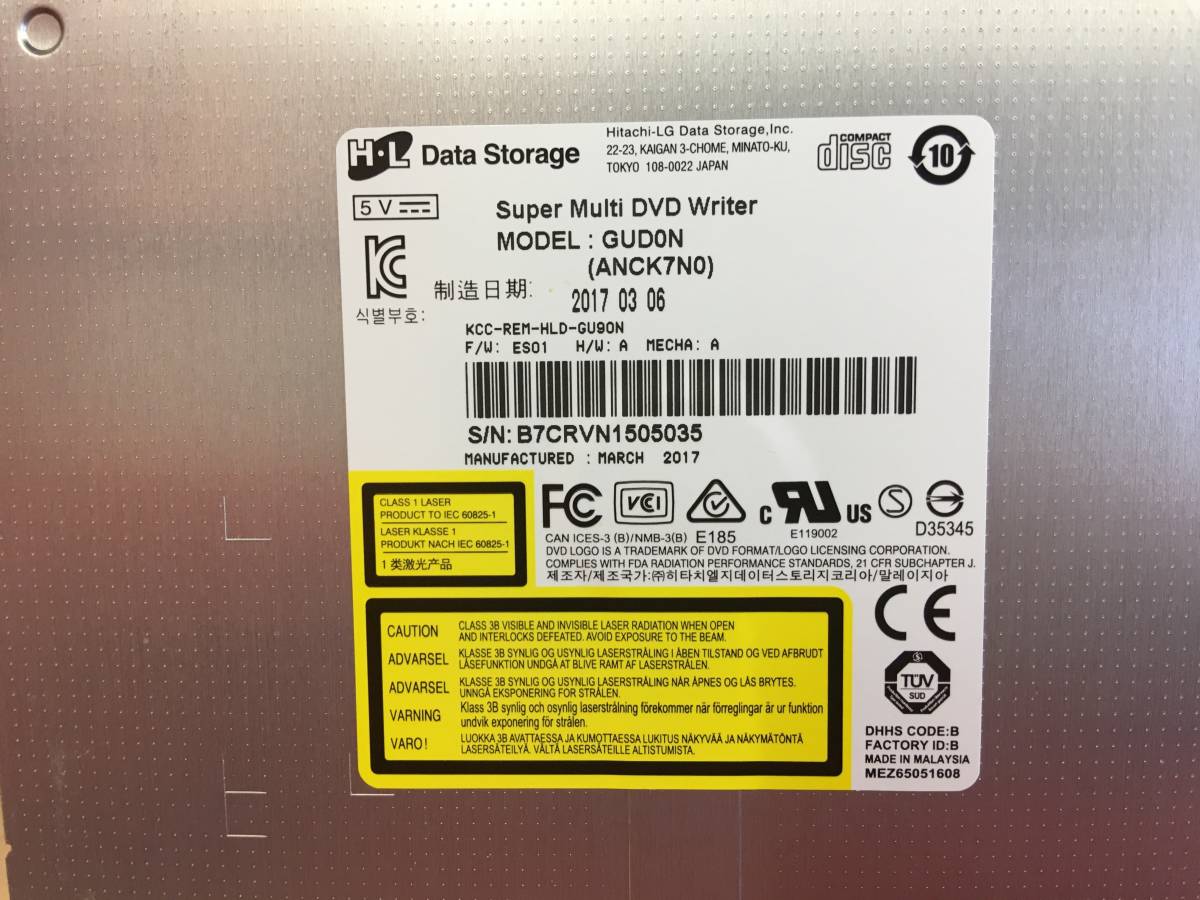 H·L Data Storage
Hitachi-LG Data Storage,Inc.
22-23, KAIGAN 3-CHOME, MINATO-KU,
TOKYO 108-0022 JAPAN
COMPACT
disc
10
5 V
Super Multi DVD Writer
MODEL : GUD0N
(ANCK7N0)
制造日期:
2017 03 06
식별부호:
KCC-REM-HLD-GU90N
F/W: ES01 H/W: A MECHA: A
S/N: B7CRVN1505035
MANUFACTURED : MARCH 2017
CLASS 1 LASER
PRODUCT TO IEC 60825-1
LASER KLASSE 1
PRODUKT NACH IEC 60825-1
1 类激光产品
FC
VCI
E185
c UL US
E119002
S
D35345
CAN ICES-3 (B)/NMB-3(B)
DVD LOGO IS A TRADEMARK OF DVD FORMAT/LOGO LICENSING CORPORATION.
COMPLIES WITH FDA RADIATION PERFORMANCE STANDARDS, 21 CFR SUBCHAPTER J.
제조자/제조국가:㈜히타치엘지데이터스토리지코리아/말레이지아
CAUTION CLASS 3B VISIBLE AND INVISIBLE LASER RADIATION WHEN OPEN
AND INTERLOCKS DEFEATED. AVOID EXPOSURE TO THE BEAM.
ADVARSEL KLASSE 3B SYNLIG OG USYNLIG LASERSTRÅLING I ÅBEN TILSTAND OG VED AFBRUDT
LÅSEFUNKTION UNDGÅ AT BLIVE RAMT AF LASERSTRÅLEN.
ADVARSEL KLASSE 3B SYNLIG OG USYNLIG LASERSTRÅLING NÅR ÅPNES OG LÅS BRYTES.
UNNGÅ EKSPONERING FOR STRÅLEN.
VARNING Klass 3B synlig och osynlig laserstrålning förekommer när förreglingar är ur funktion
undvik exponering för strålen.
VARO! LUOKKA 3B AVATTAESSA JA KUMOTTAESSA LUKITUS NÄKYVÄÄ JA NÄKYMÄTÖNTÄ
LASERSÄTEILYÄ. VÄLTÄ LASERSÄTEILLE ALTISTUMISTA.
CE
TÜV
SUD
DHHS CODE:B
FACTORY ID:B
MADE IN MALAYSIA
MEZ65051608